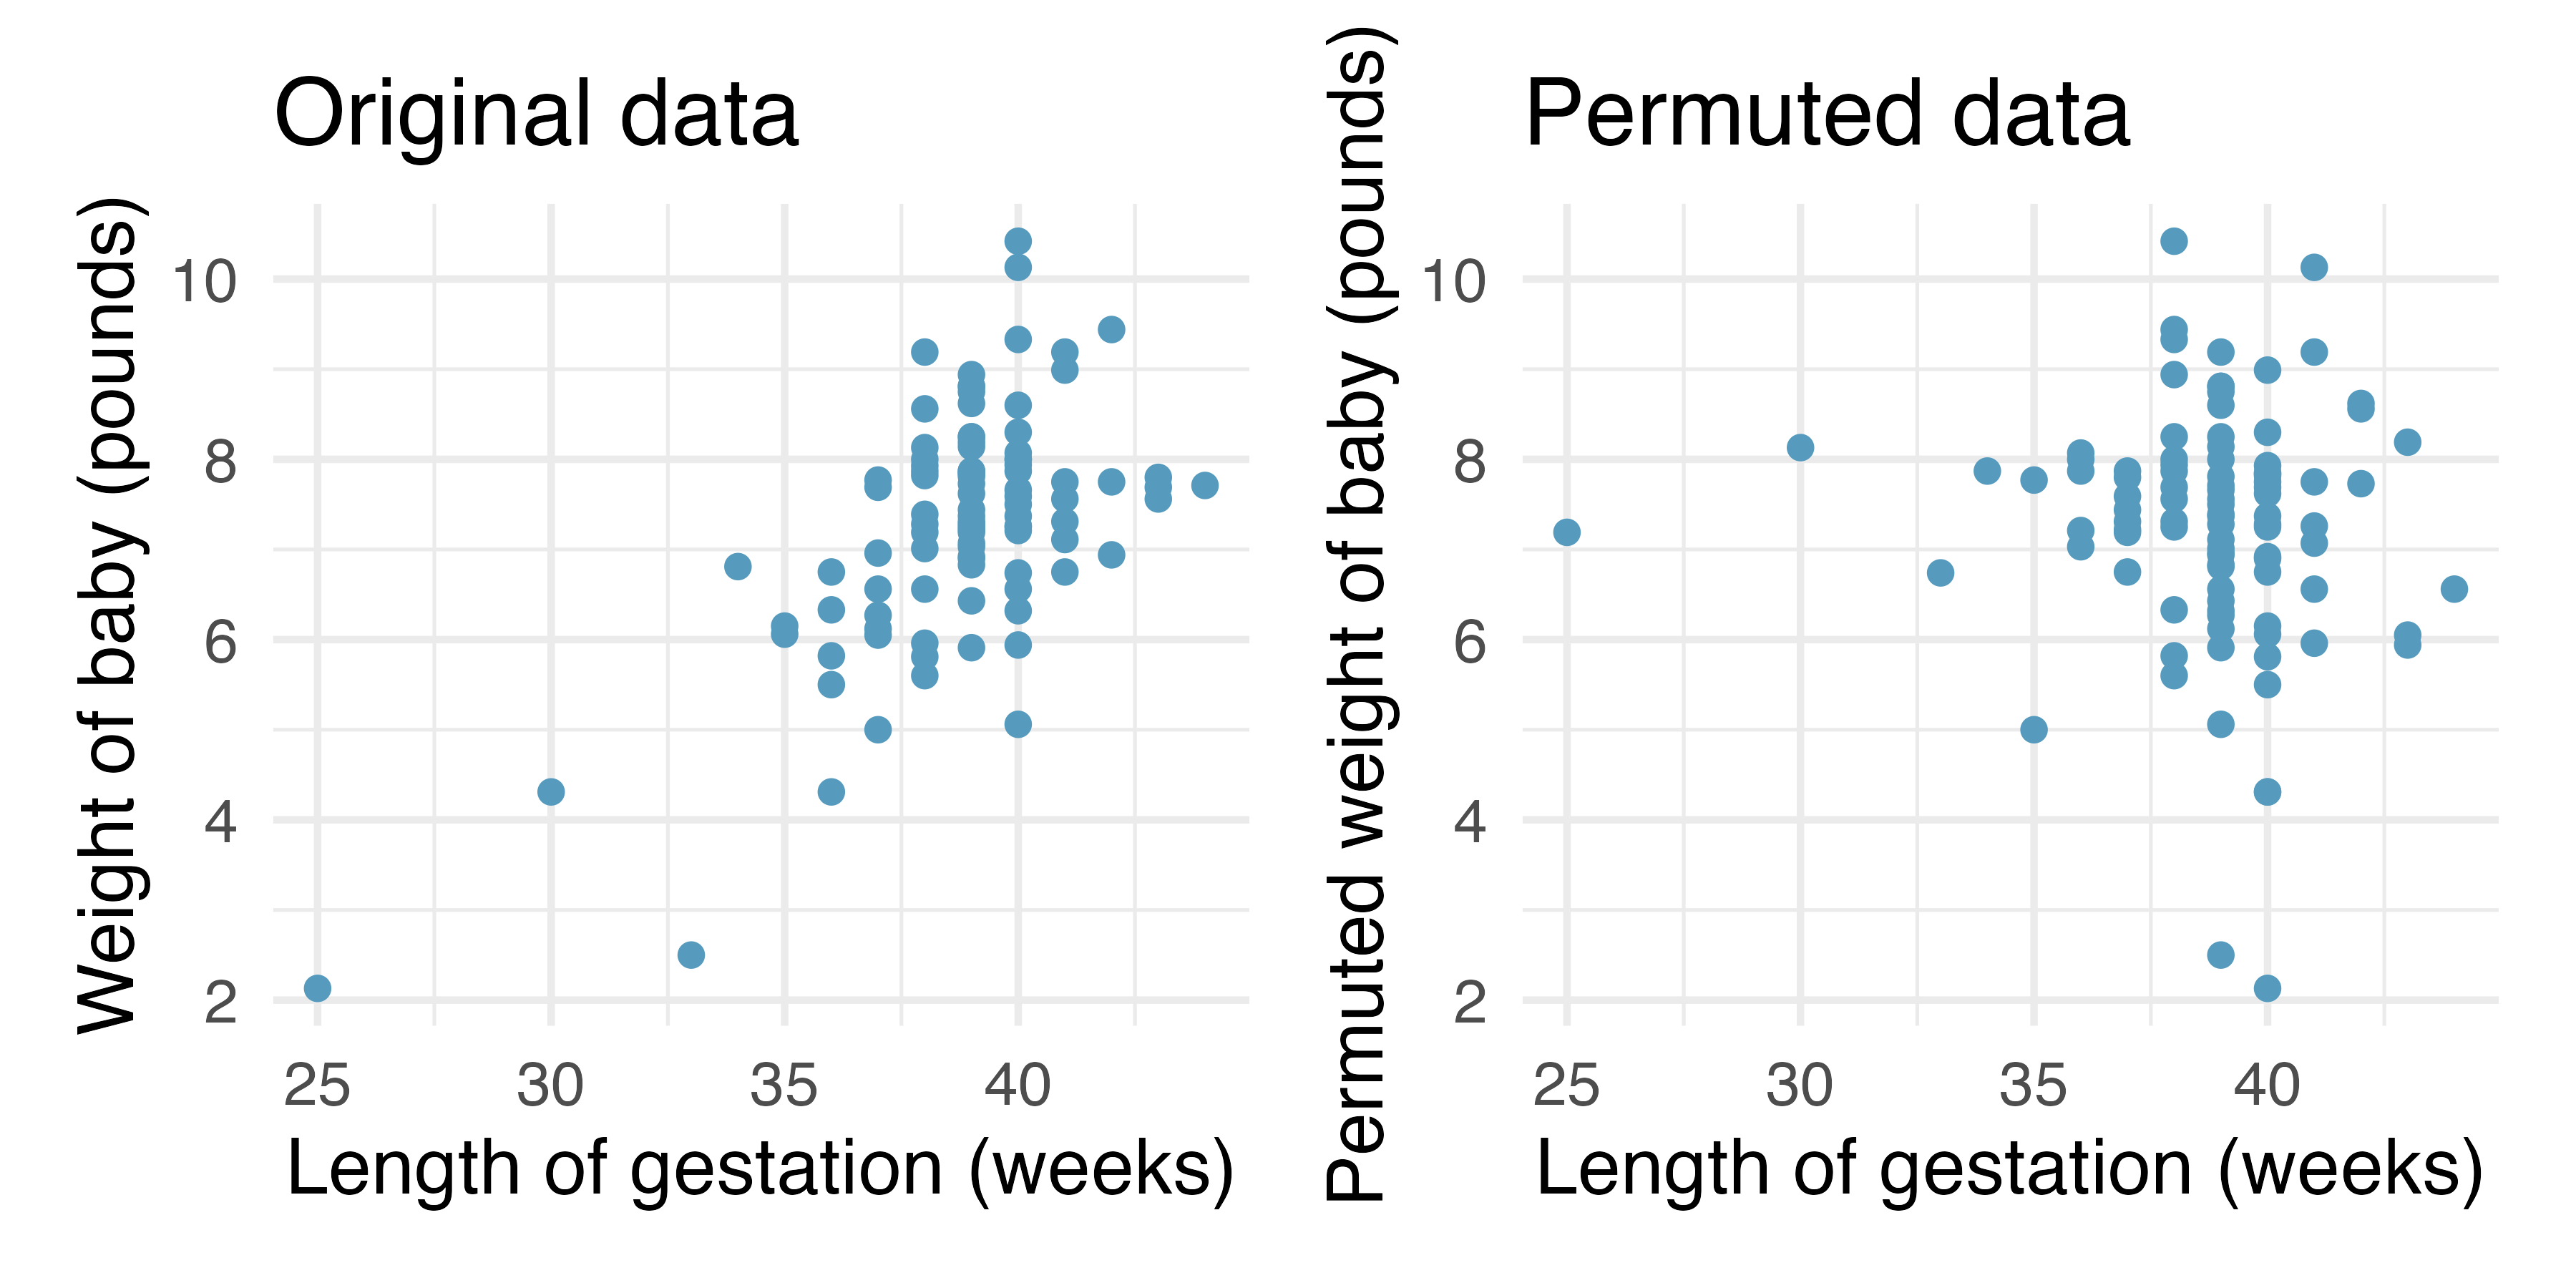 Original data
Weight of baby (pounds)
10
8
6
4
2
25 30 35 40
Length of gestation (weeks)
Permuted data
Permuted weight of baby (pounds)
10
8
6
4
2
25 30 35 40
Length of gestation (weeks)